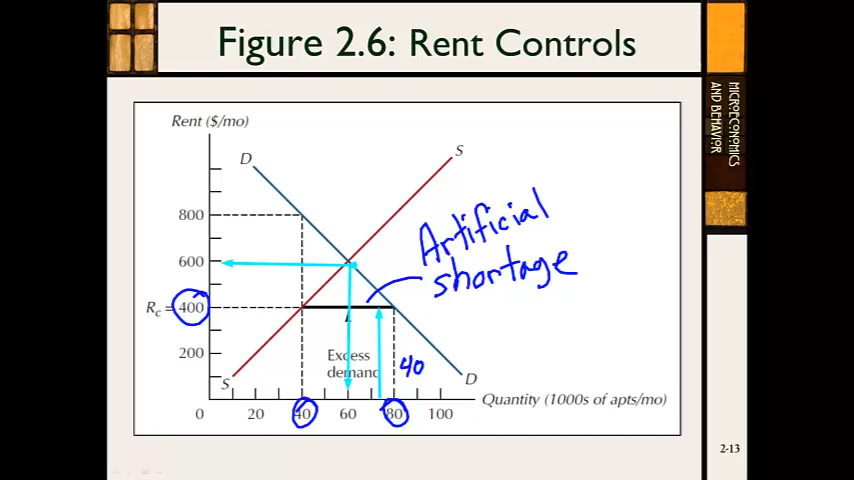 Figure 2.6: Rent Controls
MICROECONOMICS
AND BEHAVIOR
Rent ($/mo)
D
S
800
600
Rc = 400
200
S
D
Artificial
shortage
Excess
demand
40
0
20
40
60
80
100
Quantity (1000s of apts/mo)
2-13